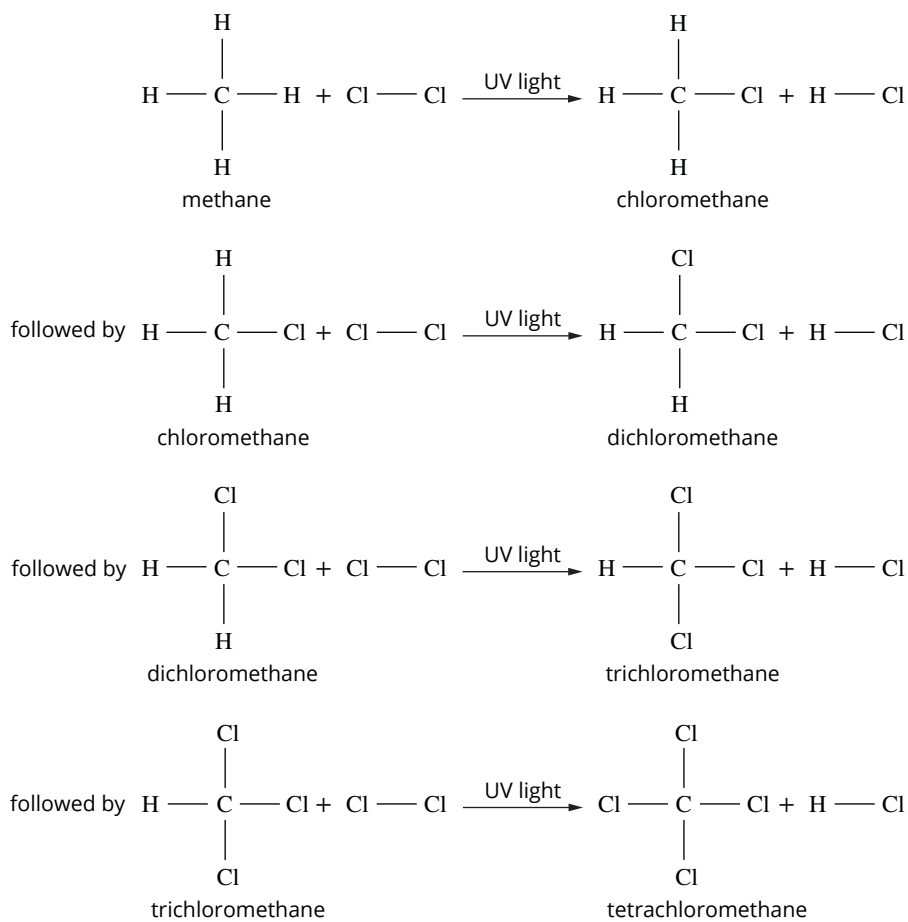 H
H C H + Cl Cl UV light H C Cl + H Cl
H
methane
H
H
chloromethane
H
followed by H C Cl + Cl Cl UV light H C Cl + H Cl
H
chloromethane
Cl
H
dichloromethane
Cl
followed by H C Cl + Cl Cl UV light H C Cl + H Cl
H
dichloromethane
Cl
Cl
trichloromethane
Cl
followed by H C Cl + Cl Cl UV light Cl C Cl + H Cl
Cl
trichloromethane
Cl
Cl
tetrachloromethane